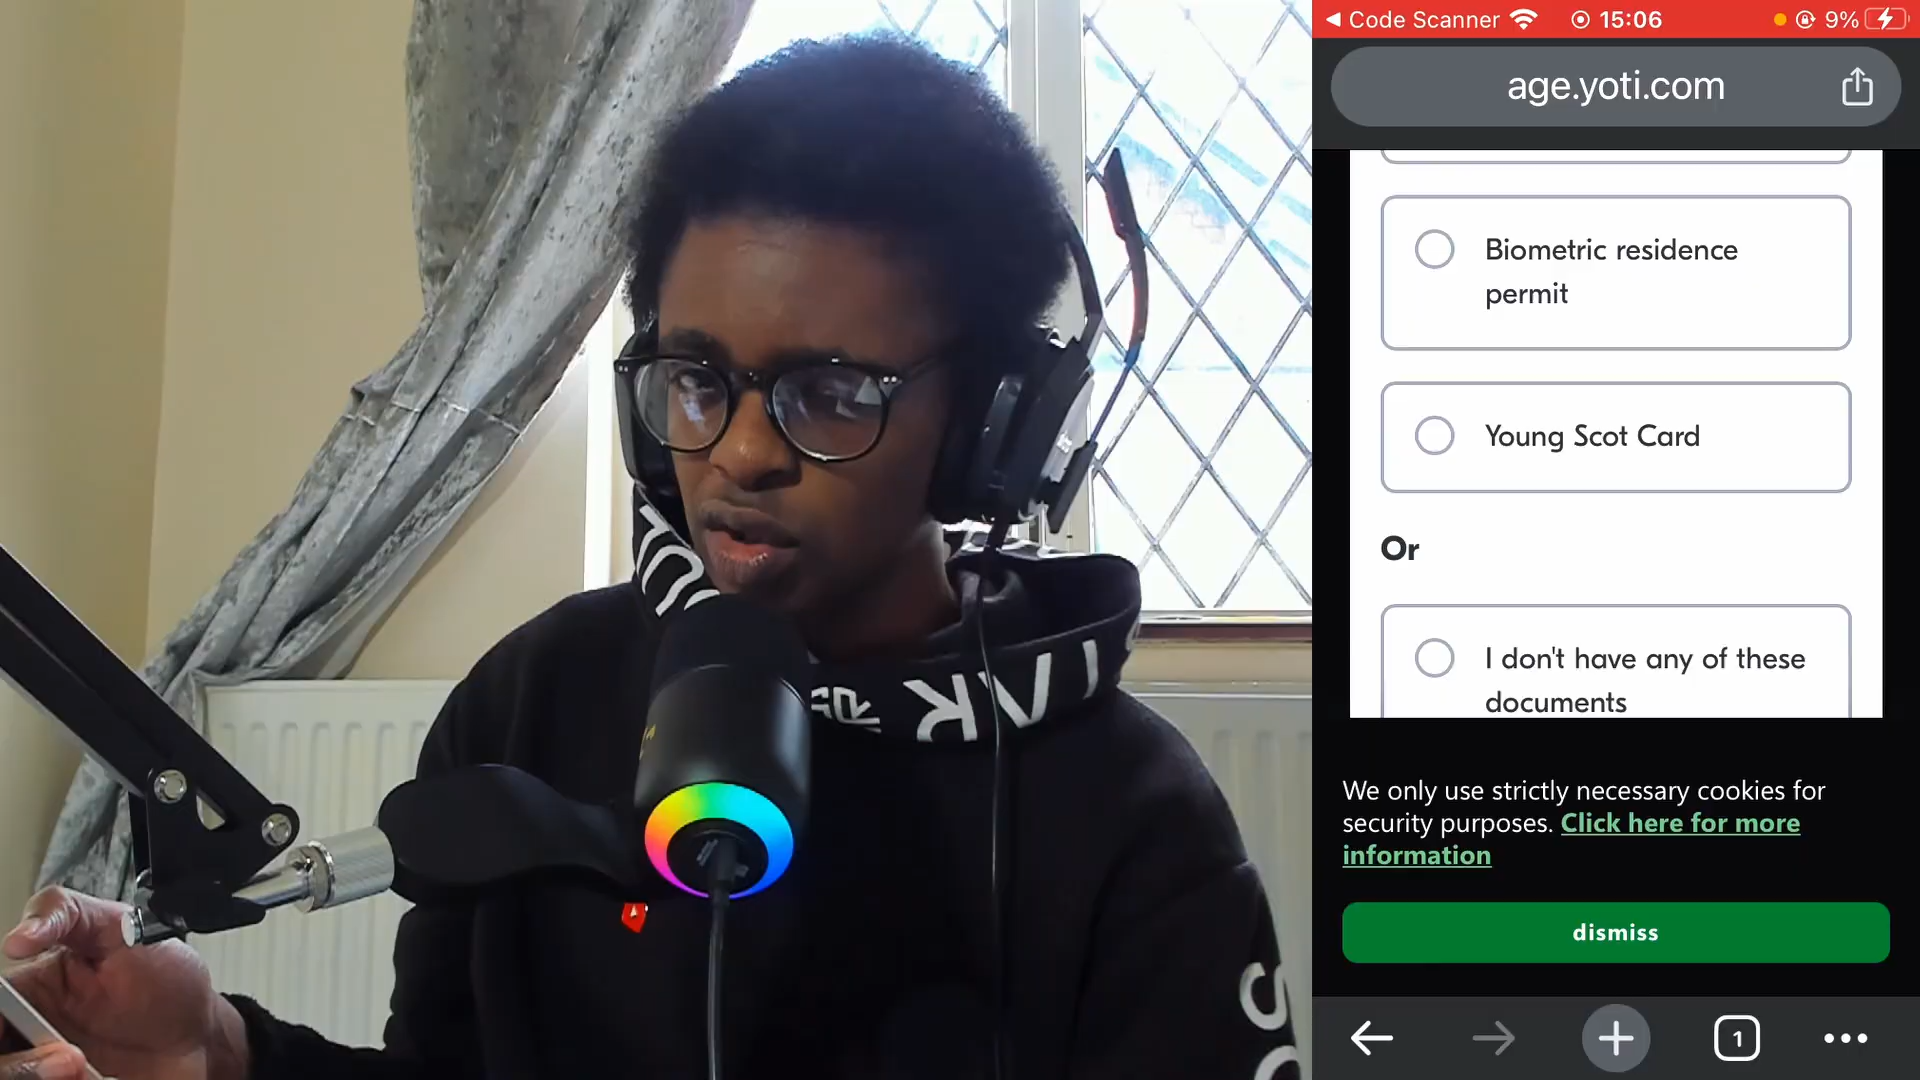 Code Scanner 15:06 9%
age.yoti.com
Biometric residence
permit
Young Scot Card
Or
I don't have any of these
documents
We only use strictly necessary cookies for
security purposes. Click here for more
information
dismiss
1